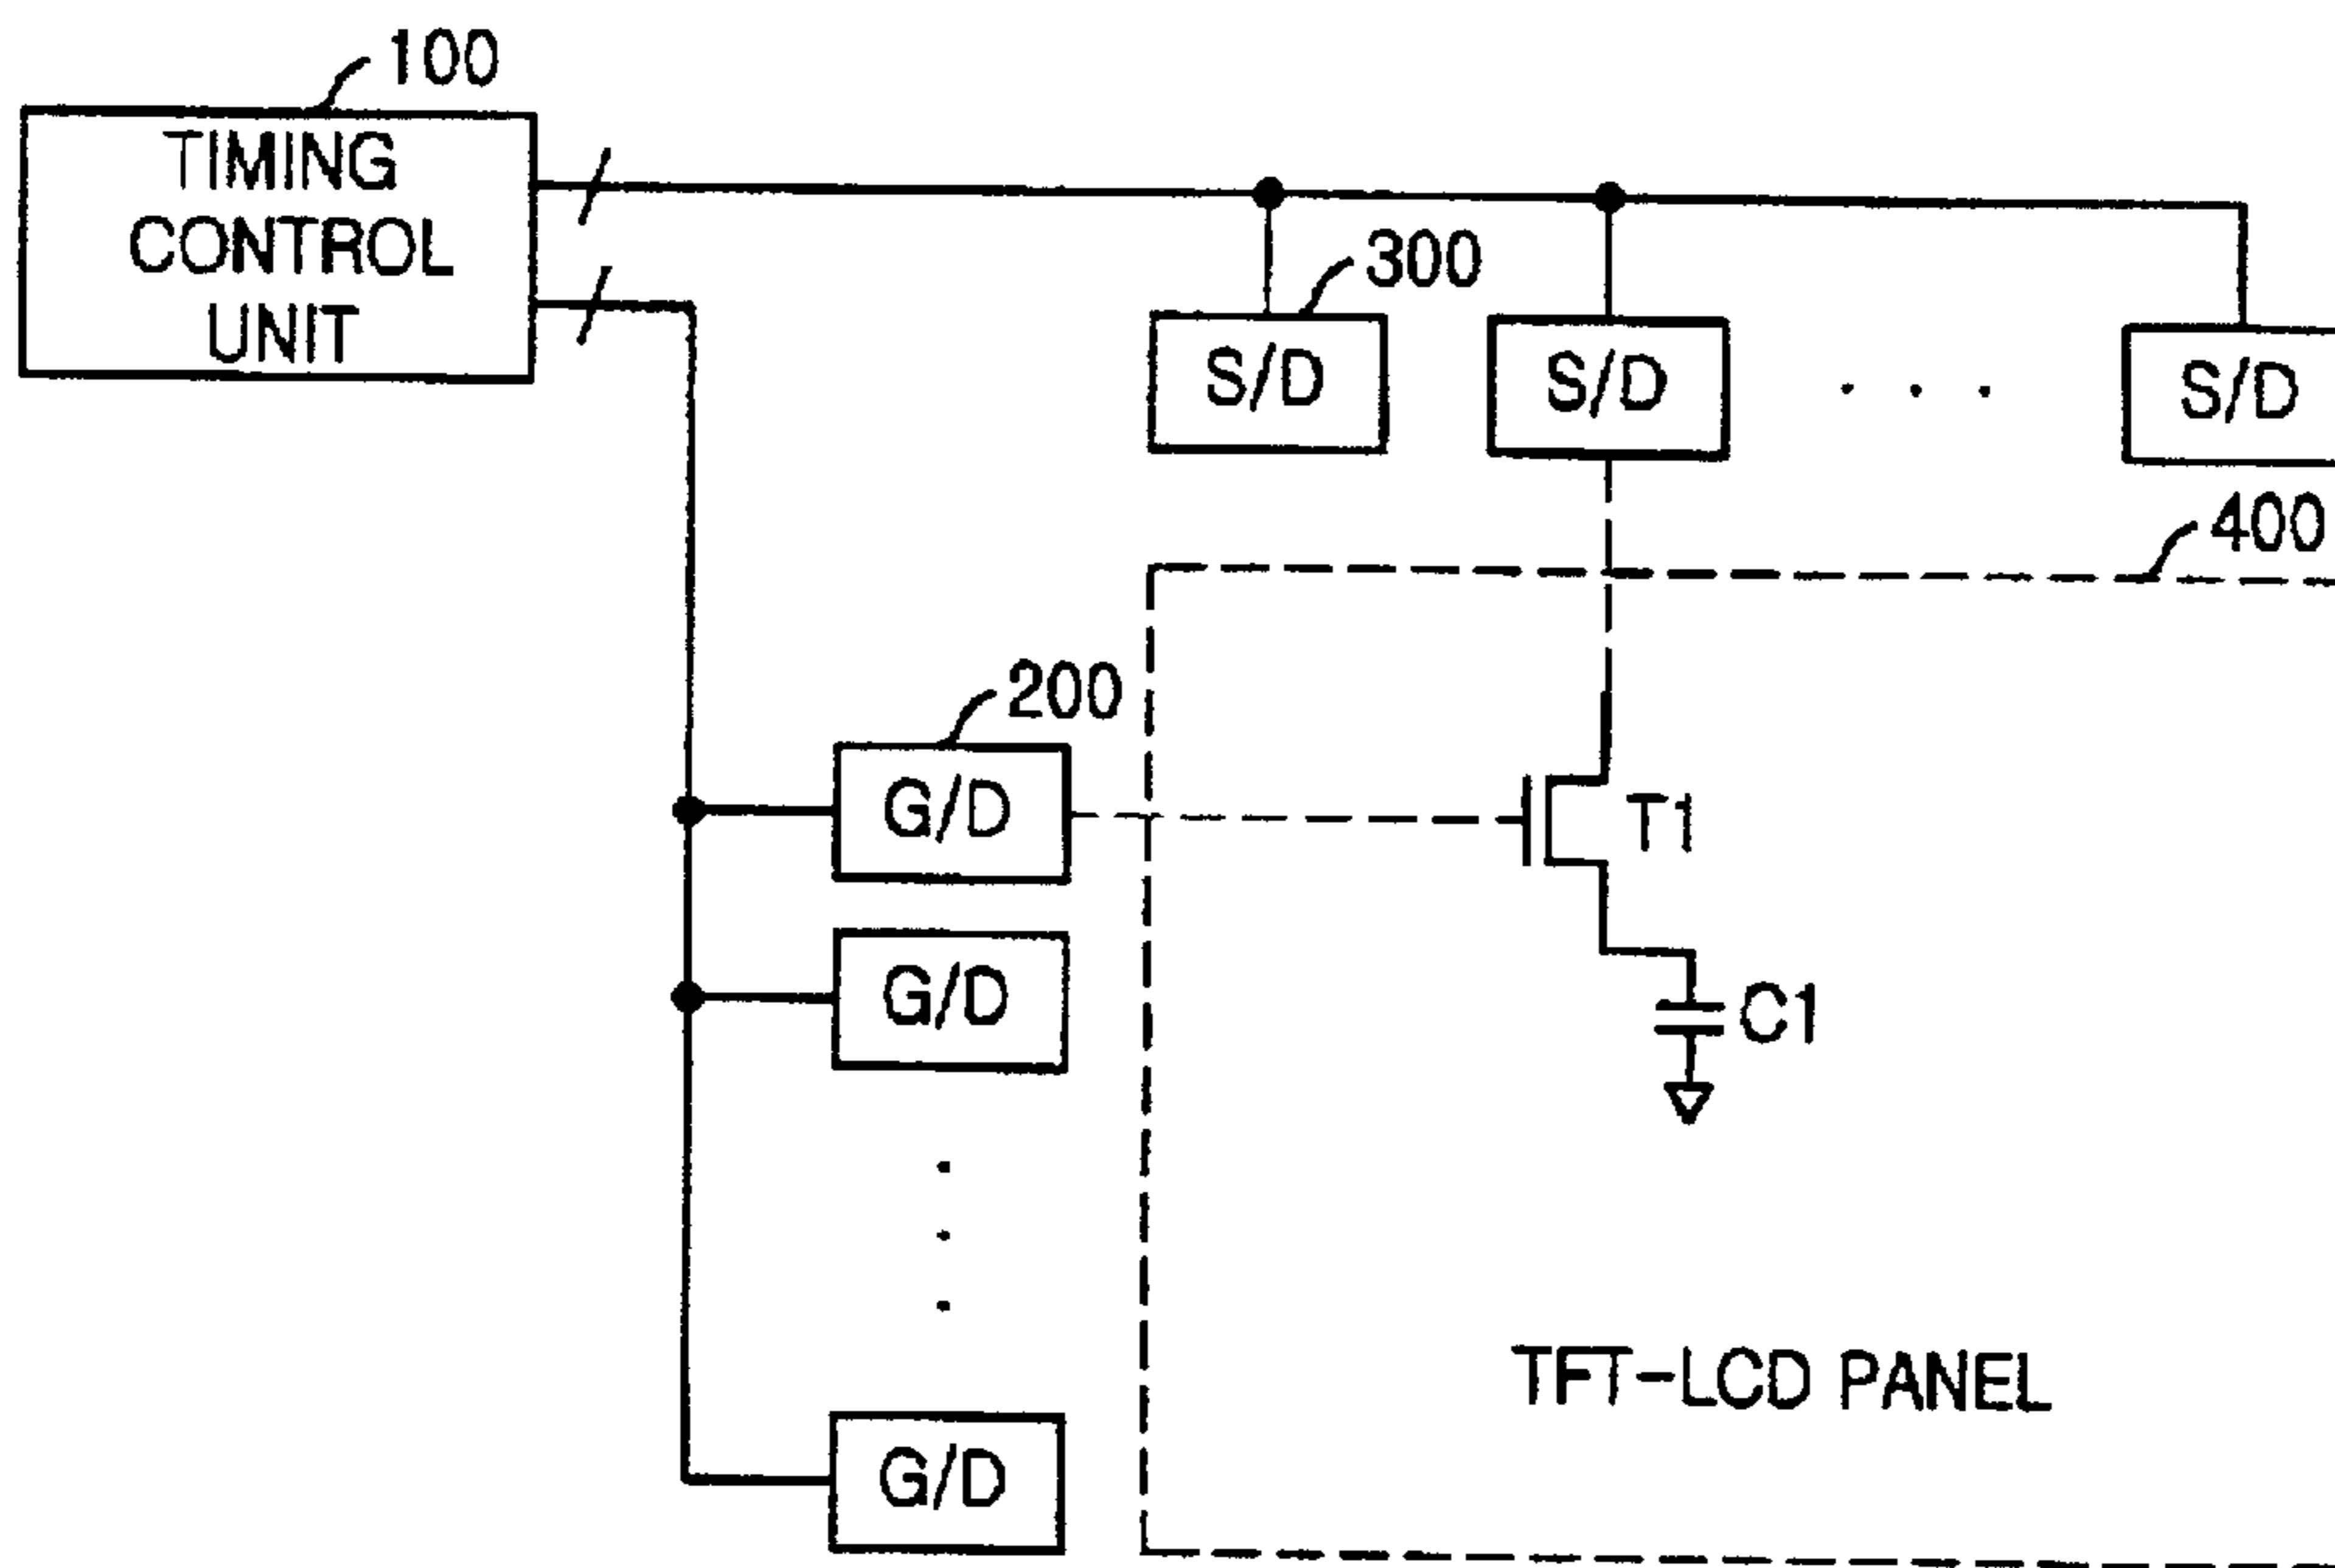 100
TIMING
CONTROL
UNIT
300
S/D
S/D
. . .
S/D
400
200
G/D
T1
G/D
C1
.
.
.
TFT-LCD PANEL
G/D